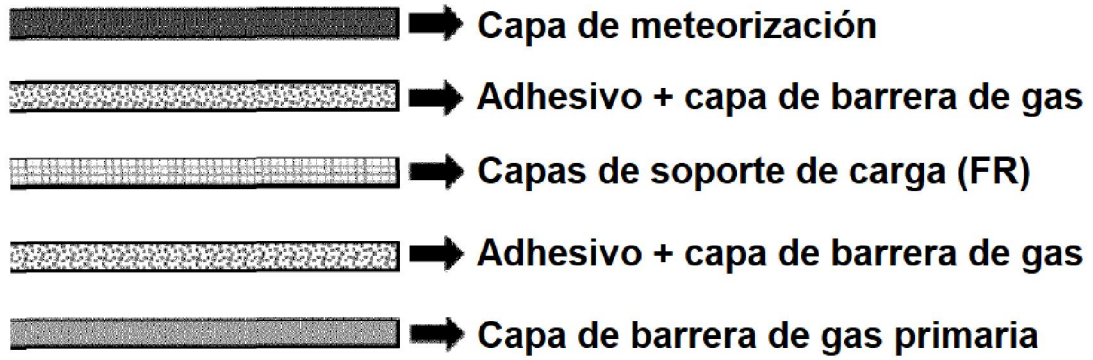 Capa de meteorización
Adhesivo + capa de barrera de gas
Capas de soporte de carga (FR)
Adhesivo + capa de barrera de gas
Capa de barrera de gas primaria